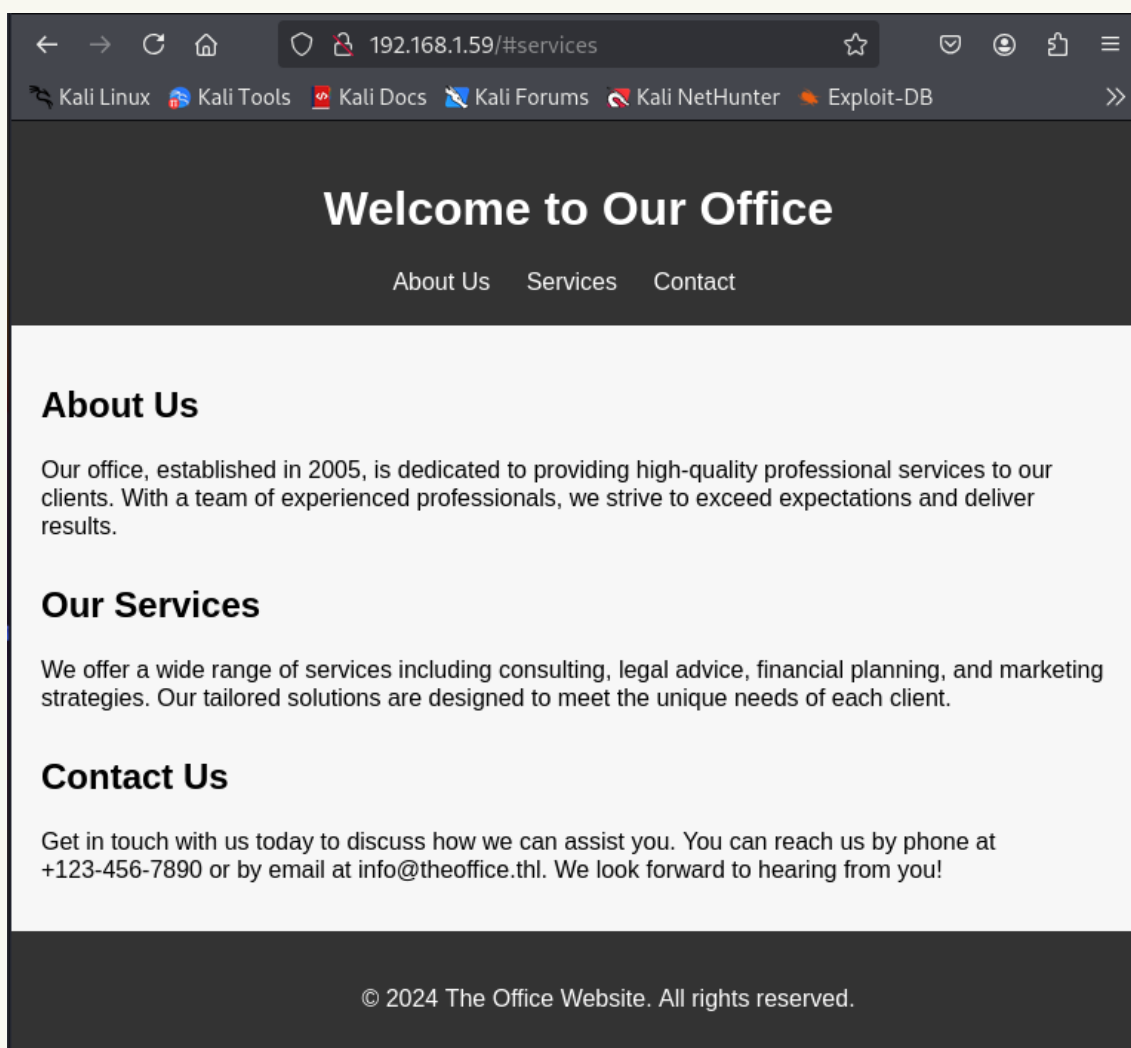 192.168.1.59/#services
Kali Linux Kali Tools Kali Docs Kali Forums Kali NetHunter Exploit-DB
Welcome to Our Office
About Us Services Contact
About Us
Our office, established in 2005, is dedicated to providing high-quality professional services to our
clients. With a team of experienced professionals, we strive to exceed expectations and deliver
results.
Our Services
We offer a wide range of services including consulting, legal advice, financial planning, and marketing
strategies. Our tailored solutions are designed to meet the unique needs of each client.
Contact Us
Get in touch with us today to discuss how we can assist you. You can reach us by phone at
+123-456-7890 or by email at info@theoffice.thl. We look forward to hearing from you!
© 2024 The Office Website. All rights reserved.